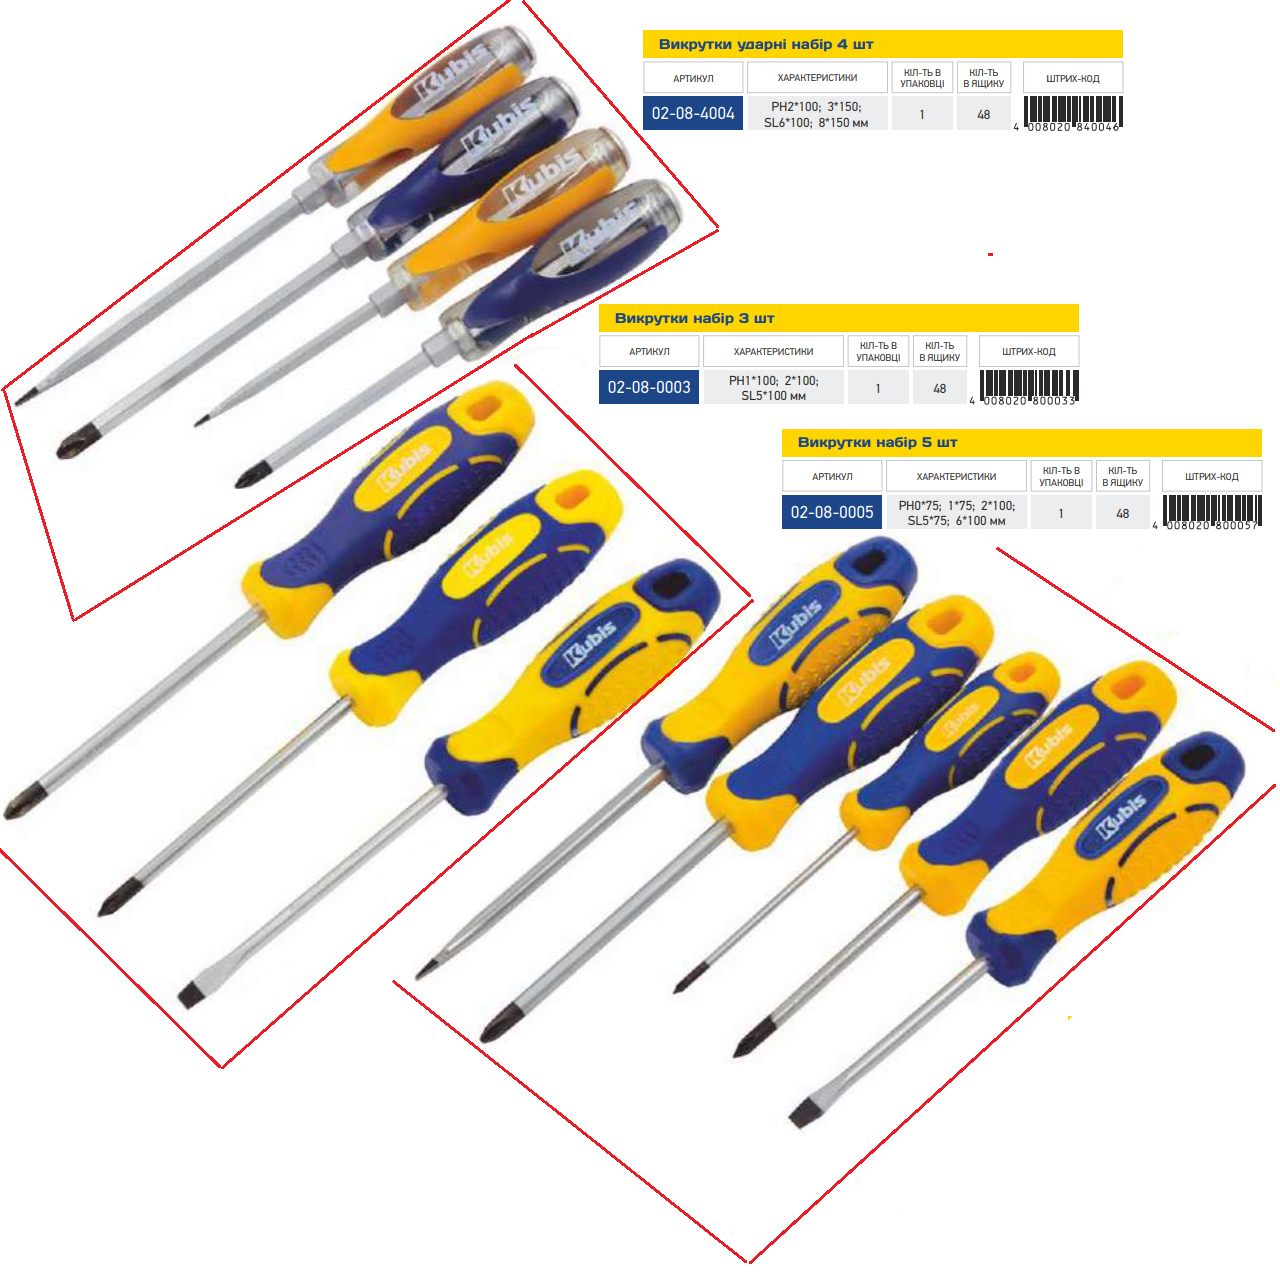 Kubis
Kubis
Kubis
Kubis
Викрутки ударні набір 4 шт
АРТИКУЛ ХАРАКТЕРИСТИКИ КІЛ-ТЬ В УПАКОВЦІ КІЛ-ТЬ В ЯЩИКУ ШТРИХ-КОД
02-08-4004 PH2*100; 3*150; 1 48
SL6*100; 8*150 мм
4 008020 840046
Викрутки набір 3 шт
АРТИКУЛ ХАРАКТЕРИСТИКИ КІЛ-ТЬ В УПАКОВЦІ КІЛ-ТЬ В ЯЩИКУ ШТРИХ-КОД
02-08-0003 PH1*100; 2*100; 1 48
SL5*100 мм
4 008020 800033
Викрутки набір 5 шт
АРТИКУЛ ХАРАКТЕРИСТИКИ КІЛ-ТЬ В УПАКОВЦІ КІЛ-ТЬ В ЯЩИКУ ШТРИХ-КОД
02-08-0005 PH0*75; 1*75; 2*100; 1 48
SL5*75; 6*100 мм
4 008020 800057
Kubis
Kubis
Kubis
Kubis
Kubis
Kubis
Kubis
Kubis